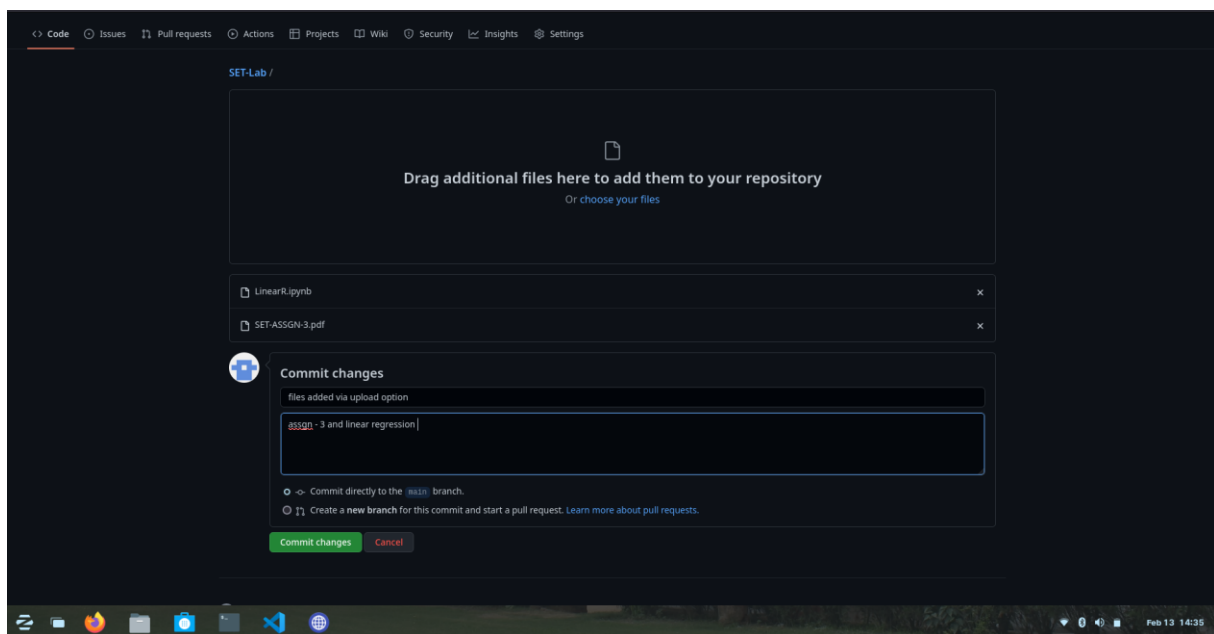 <> Code Issues Pull requests Actions Projects Wiki Security Insights Settings
SET-Lab /
Drag additional files here to add them to your repository
Or choose your files
LinearR.ipynb
SET-ASSGN-3.pdf
Commit changes
files added via upload option
assgn - 3 and linear regression
Commit directly to the main branch.
Create a new branch for this commit and start a pull request. Learn more about pull requests.
Commit changes Cancel
Feb 13 14:35